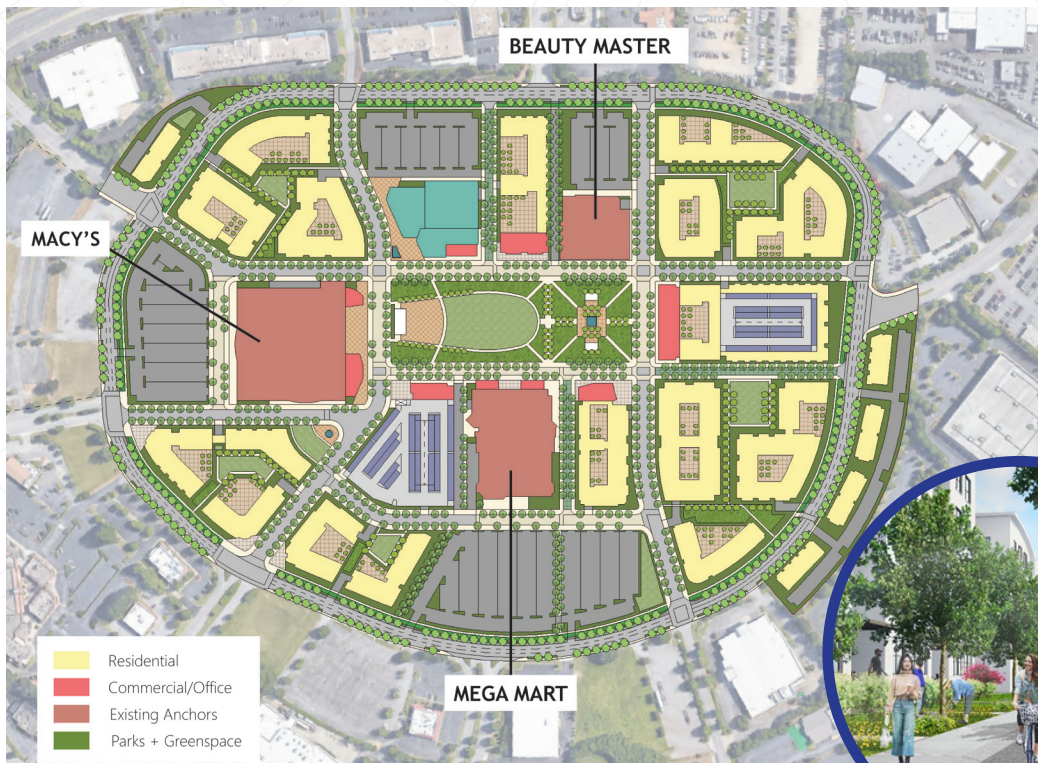 BEAUTY MASTER
MACY'S
MEGA MART
Residential
Commercial/Office
Existing Anchors
Parks + Greenspace